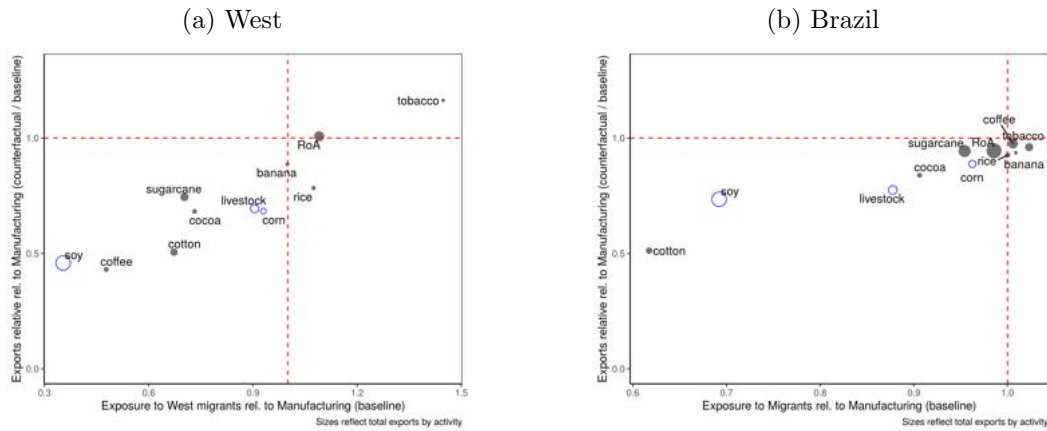 (a) West
Exports relative rel. to Manufacturing (counterfactual / baseline)
1.0
0.5
0.0
tobacco
RoA
banana
sugarcane
livestock
rice
cocoa
corn
cotton
soy
coffee
0.3
0.6
0.9
1.2
1.5
Exposure to West migrants rel. to Manufacturing (baseline)
Sizes reflect total exports by activity
(b) Brazil
Exports relative rel. to Manufacturing (counterfactual / baseline)
1.0
0.5
0.0
coffee
sugarcane
RoA
tobacco
cocoa
rice
banana
corn
soy
livestock
cotton
0.6
0.7
0.8
0.9
1.0
Exposure to Migrants rel. to Manufacturing (baseline)
Sizes reflect total exports by activity